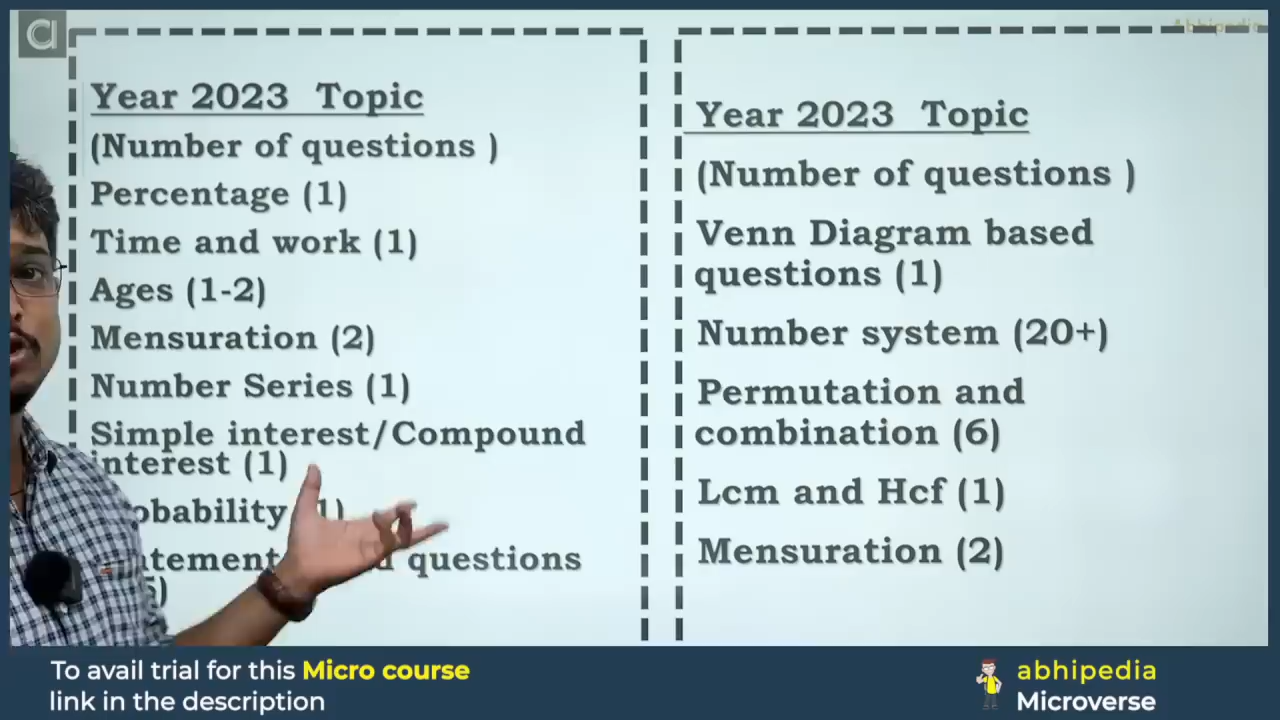 Year 2023 Topic
(Number of questions )
Percentage (1)
Time and work (1)
Ages (1-2)
Mensuration (2)
Number Series (1)
Simple interest/Compound
interest (1)
questions
Abhipedia
Year 2023 Topic
(Number of questions )
Venn Diagram based
questions (1)
Number system (20+)
Permutation and
combination (6)
Lcm and Hcf (1)
Mensuration (2)
To avail trial for this Micro course
link in the description
abhipedia
Microverse